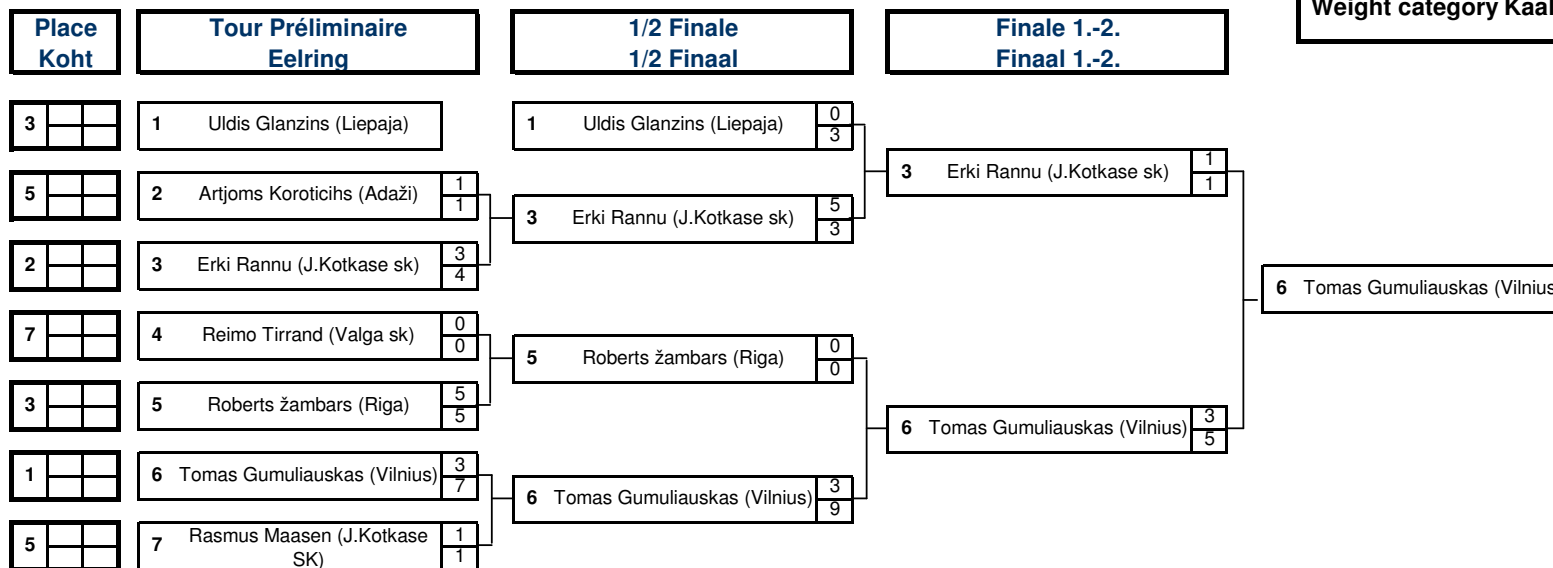 Weight category Kaal
Place
Koht
Tour Préliminaire
Eelring
1/2 Finale
1/2 Finaal
Finale 1.-2.
Finaal 1.-2.
3
1 Uldis Glanzins (Liepaja)
1 Uldis Glanzins (Liepaja) 0
3
3 Erki Rannu (J.Kotkase sk) 1
1
5
2 Artjoms Koroticihs (Adaži) 1
1
3 Erki Rannu (J.Kotkase sk) 5
3
2
3 Erki Rannu (J.Kotkase sk) 3
4
6 Tomas Gumuliauskas (Vilnius
7
4 Reimo Tirrand (Valga sk) 0
0
5 Roberts žambars (Riga) 0
0
3
5 Roberts žambars (Riga) 5
5
6 Tomas Gumuliauskas (Vilnius) 3
5
1
6 Tomas Gumuliauskas (Vilnius) 3
7
6 Tomas Gumuliauskas (Vilnius) 3
9
5
7 Rasmus Maasen (J.Kotkase
SK) 1
1